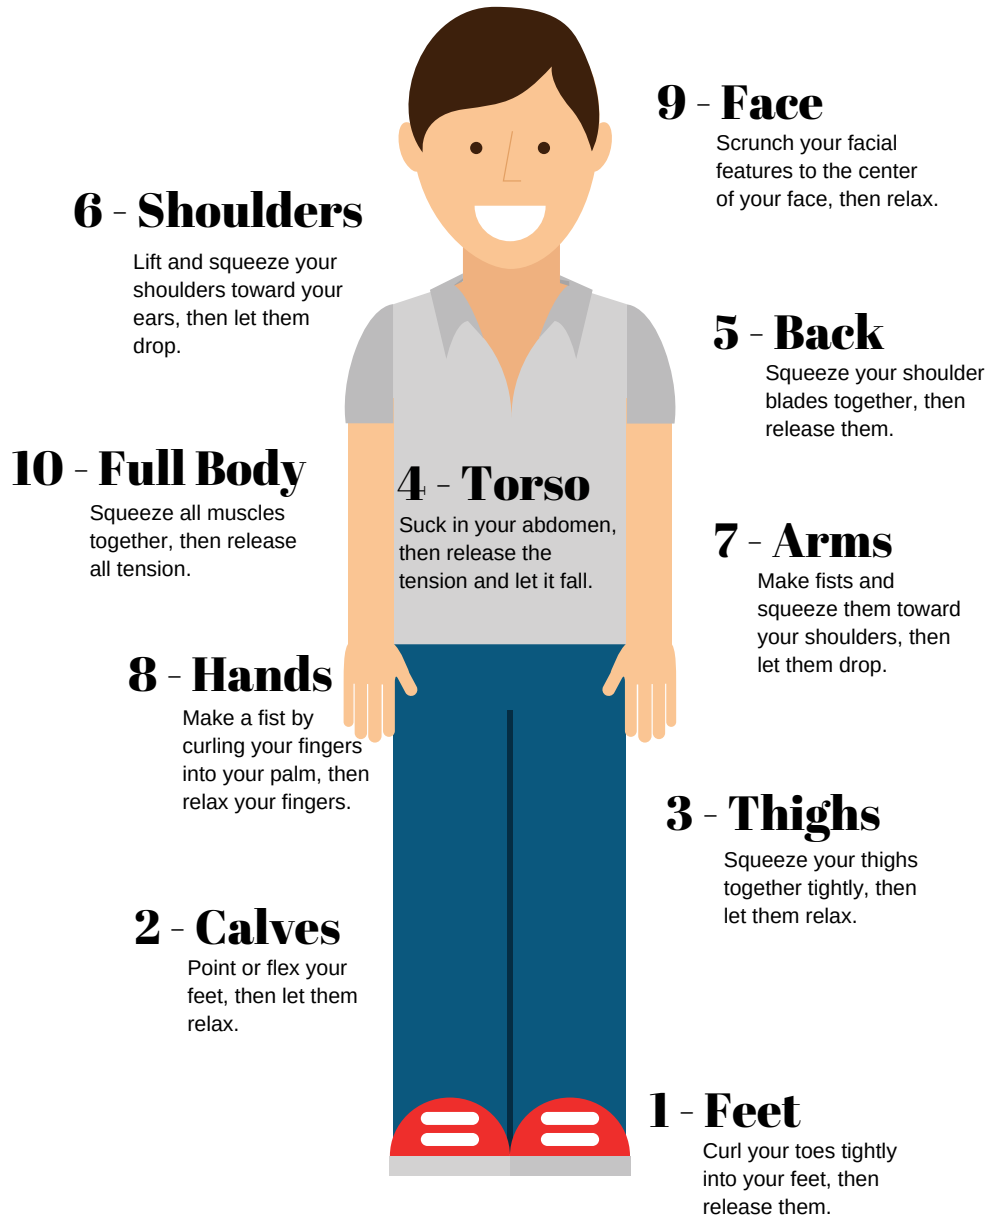 9 - Face
Scrunch your facial
features to the center
of your face, then relax.
6 - Shoulders
Lift and squeeze your
shoulders toward your
ears, then let them
drop.
5 - Back
Squeeze your shoulder
blades together, then
release them.
10 - Full Body
Squeeze all muscles
together, then release
all tension.
4 - Torso
Suck in your abdomen,
then release the
tension and let it fall.
7 - Arms
Make fists and
squeeze them toward
your shoulders, then
let them drop.
8 - Hands
Make a fist by
curling your fingers
into your palm, then
relax your fingers.
3 - Thighs
Squeeze your thighs
together tightly, then
let them relax.
2 - Calves
Point or flex your
feet, then let them
relax.
1 - Feet
Curl your toes tightly
into your feet, then
release them.